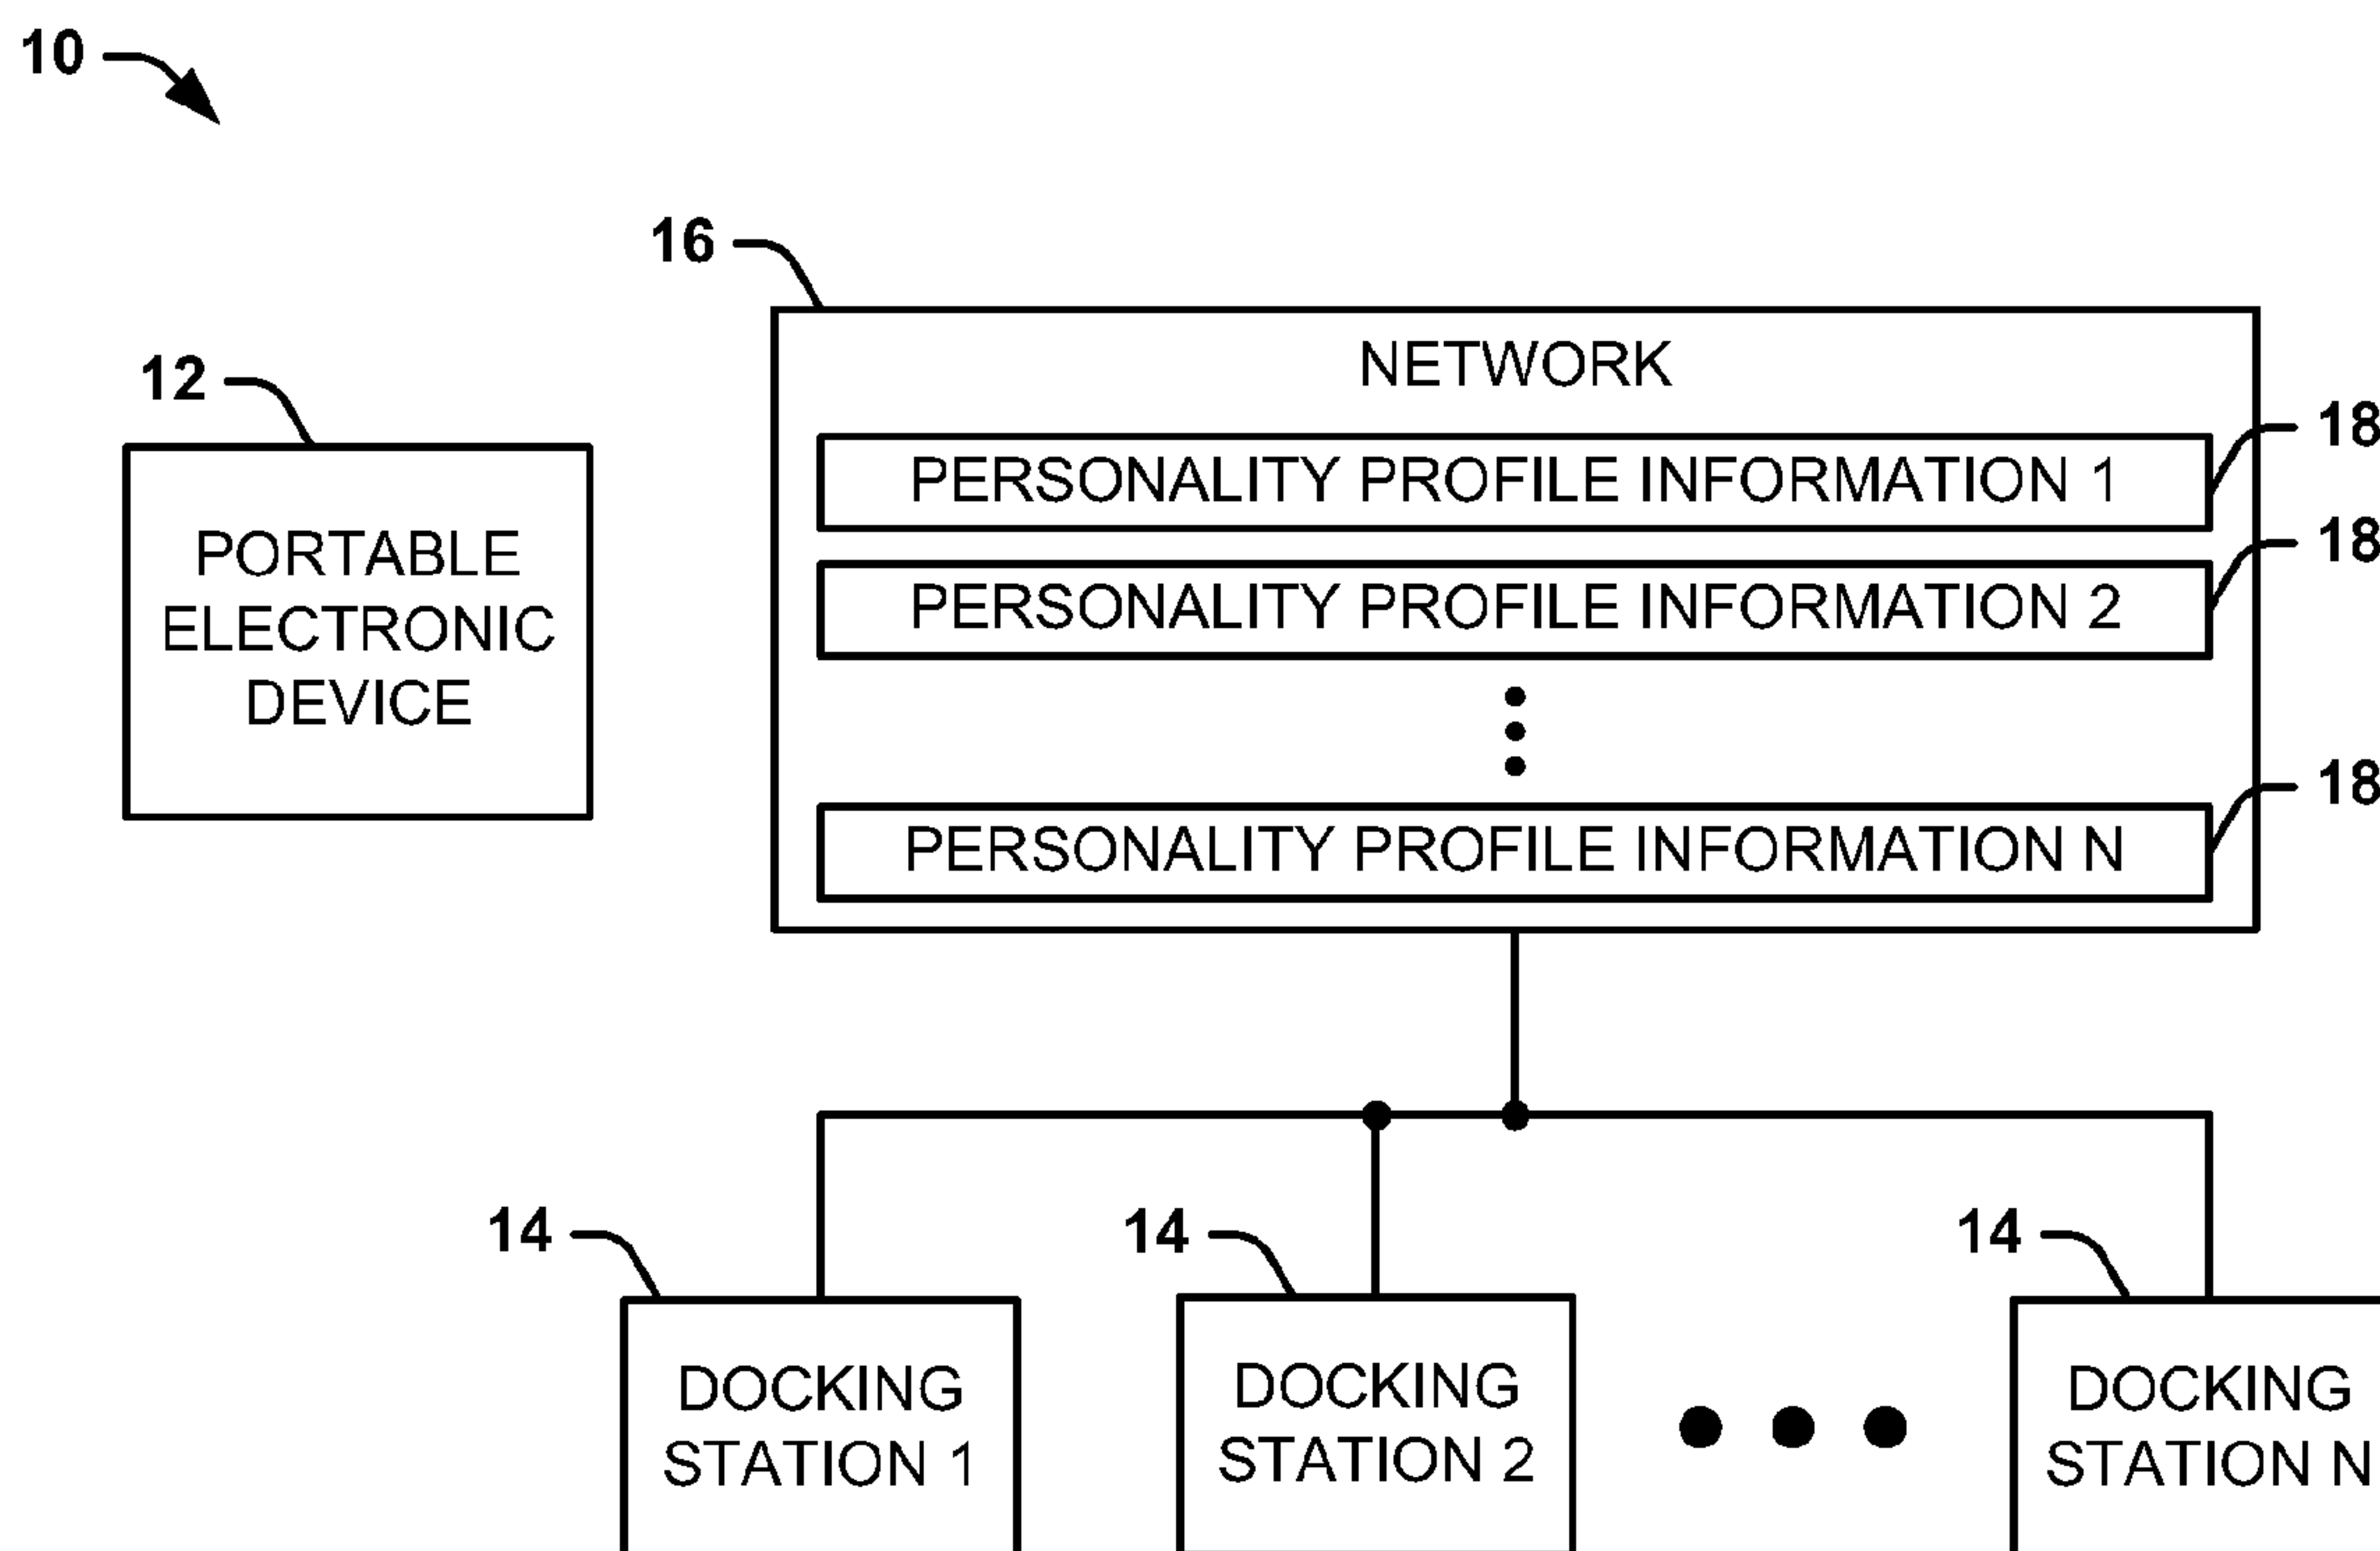 10
16
NETWORK
12
18
PERSONALITY PROFILE INFORMATION 1
PORTABLE
ELECTRONIC
DEVICE
18
PERSONALITY PROFILE INFORMATION 2
18
PERSONALITY PROFILE INFORMATION N
14
14
14
DOCKING
STATION 1
DOCKING
STATION 2
DOCKING
STATION N